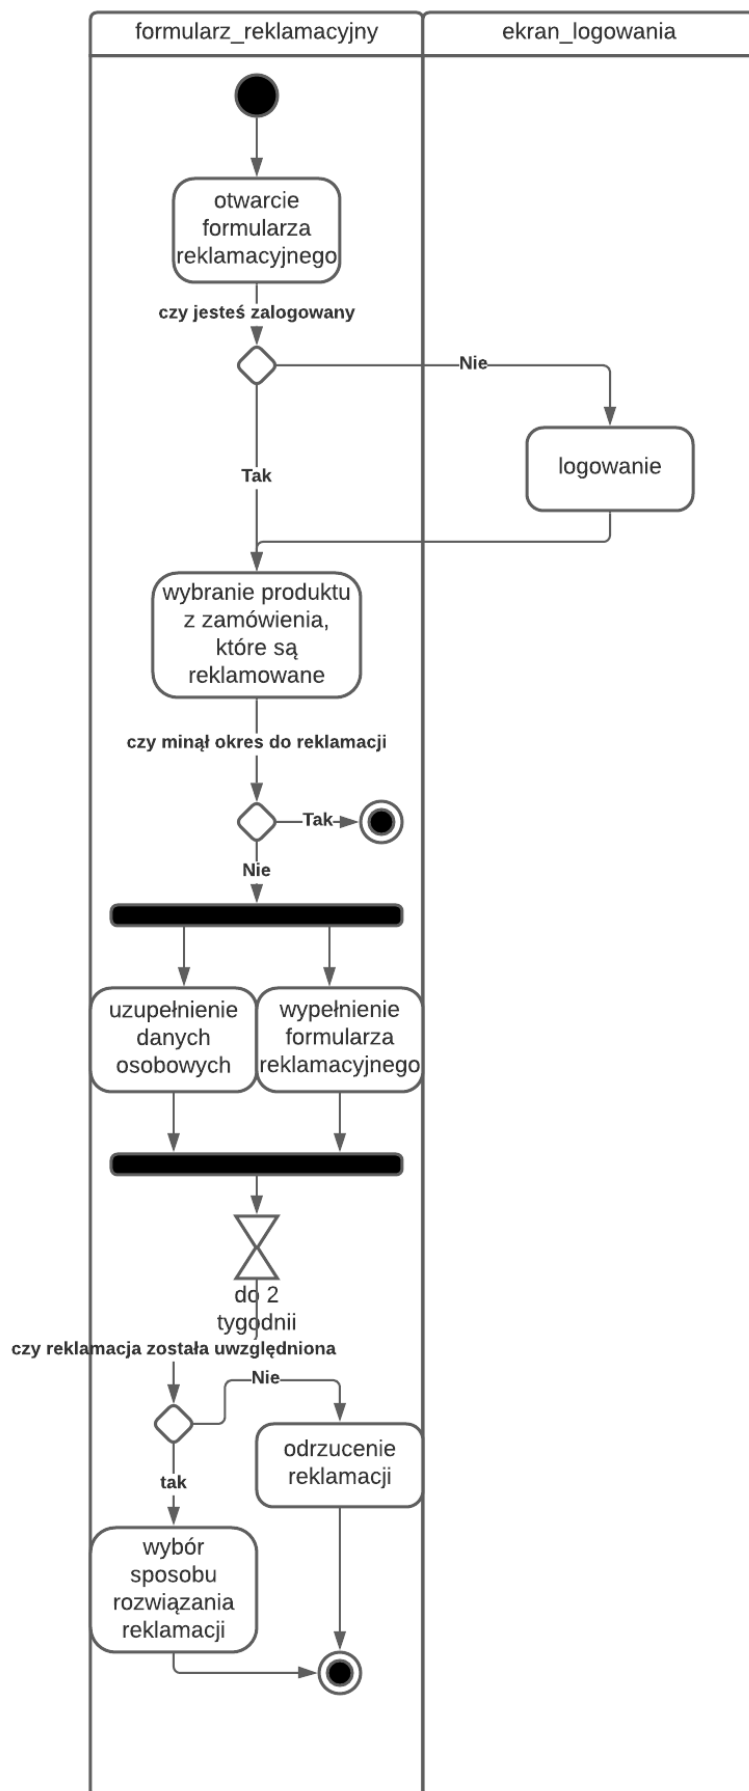 formularz_reklamacyjny
ekran_logowania
otwarcie
formularza
reklamacyjnego
czy jesteś zalogowany
Nie
logowanie
Tak
wybranie produktu
z zamówienia,
które są
reklamowane
czy minął okres do reklamacji
Tak
Nie
uzupełnienie
danych
osobowych
wypełnienie
formularza
reklamacyjnego
do 2
tygodnii
czy reklamacja została uwzględniona
Nie
odrzucenie
reklamacji
tak
wybór
sposobu
rozwiązania
reklamacji